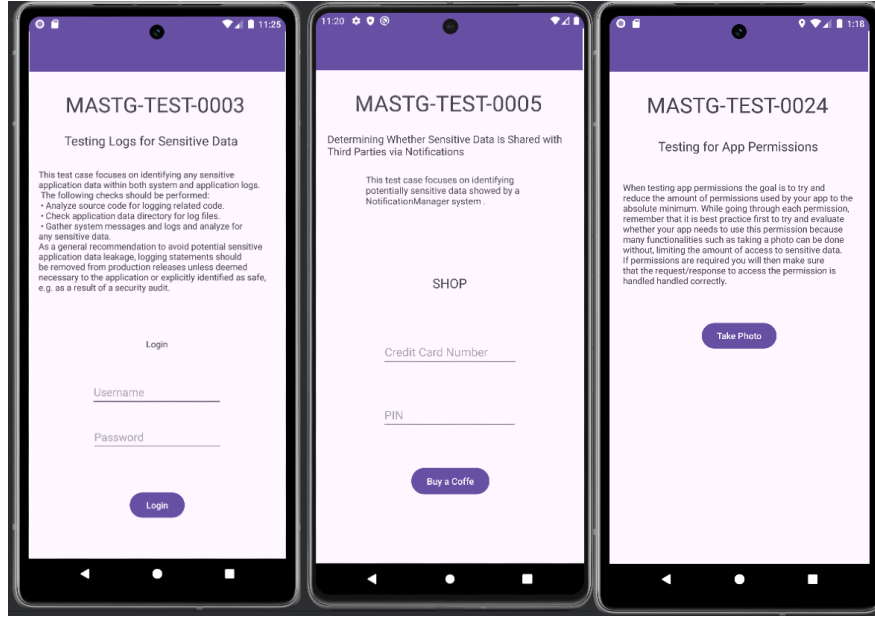 11:25
MASTG-TEST-0003
Testing Logs for Sensitive Data
This test case focuses on identifying any sensitive
application data within both system and application logs.
The following checks should be performed:
• Analyze source code for logging related code.
• Check application data directory for log files.
• Gather system messages and logs and analyze for
any sensitive data.
As a general recommendation to avoid potential sensitive
application data leakage, logging statements should
be removed from production releases unless deemed
necessary to the application or explicitly identified as safe,
e.g. as a result of a security audit.
Login
Username
Password
Login
11:20
MASTG-TEST-0005
Determining Whether Sensitive Data Is Shared with
Third Parties via Notifications
This test case focuses on identifying
potentially sensitive data showed by a
NotificationManager system .
SHOP
Credit Card Number
PIN
Buy a Coffe
1:18
MASTG-TEST-0024
Testing for App Permissions
When testing app permissions the goal is to try and
reduce the amount of permissions used by your app to the
absolute minimum. While going through each permission,
remember that it is best practice first to try and evaluate
whether your app needs to use this permission because
many functionalities such as taking a photo can be done
without, limiting the amount of access to sensitive data.
If permissions are required you will then make sure
that the request/response to access the permission is
handled handled correctly.
Take Photo